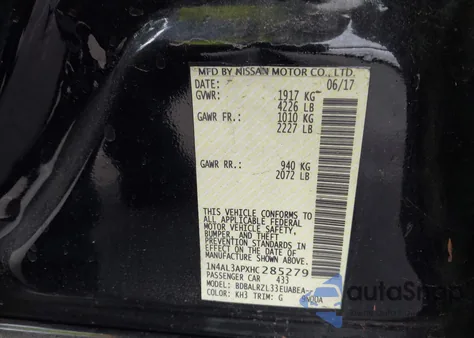 MFD BY NISSAN MOTOR CO., LTD.
DATE: 06/17
GVWR: 1917 KG
4226 LB
GAWR FR: 1010 KG
2227 LB
GAWR RR: 940 KG
2072 LB
THIS VEHICLE CONFORMS TO
ALL APPLICABLE FEDERAL
MOTOR VEHICLE SAFETY,
BUMPER, AND THEFT
PREVENTION STANDARDS IN
EFFECT ON THE DATE OF
MANUFACTURE SHOWN ABOVE.
1N4AL3APXHC285279
PASSENGER CAR 433
MODEL: BDBALRZL33EUABEA
COLOR: KH3 TRIM: G
autoShop